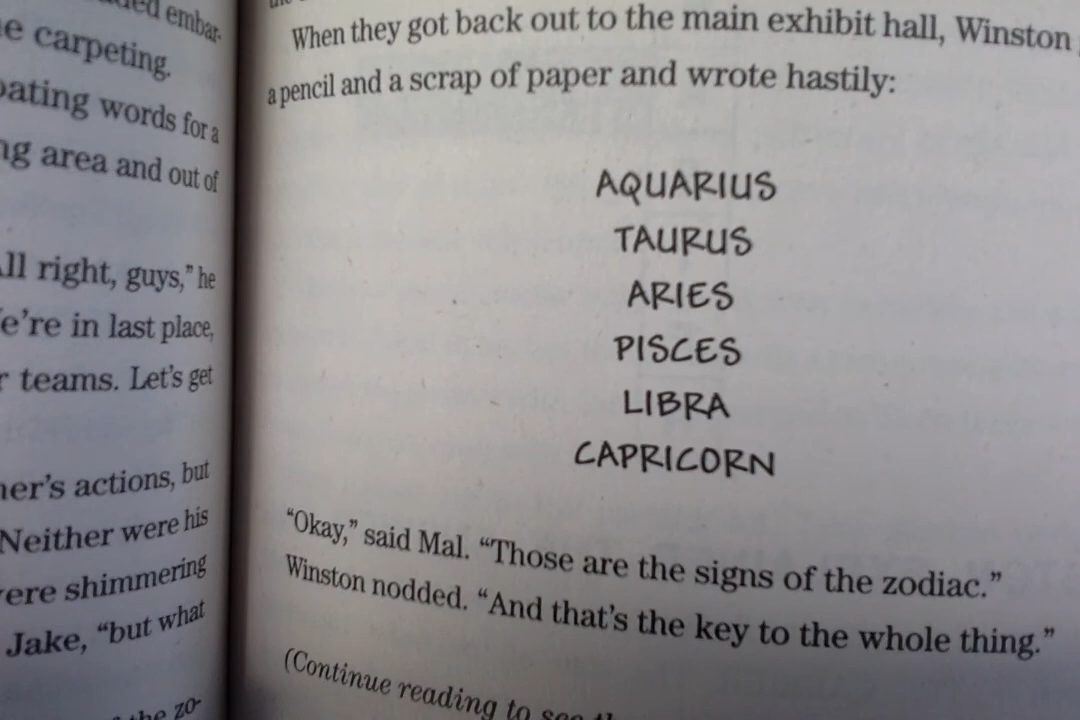 embar-
e carpeting.
ating words for a
ng area and out of
ll right, guys,” he
e’re in last place,
r teams. Let’s get
er’s actions, but
Neither were his
ere shimmering
Jake, “but what
the zo-
When they got back out to the main exhibit hall, Winston
a pencil and a scrap of paper and wrote hastily:
AQUARIUS
TAURUS
ARIES
PISCES
LIBRA
CAPRICORN
“Okay,” said Mal. “Those are the signs of the zodiac.”
Winston nodded. “And that’s the key to the whole thing.”
(Continue reading to see